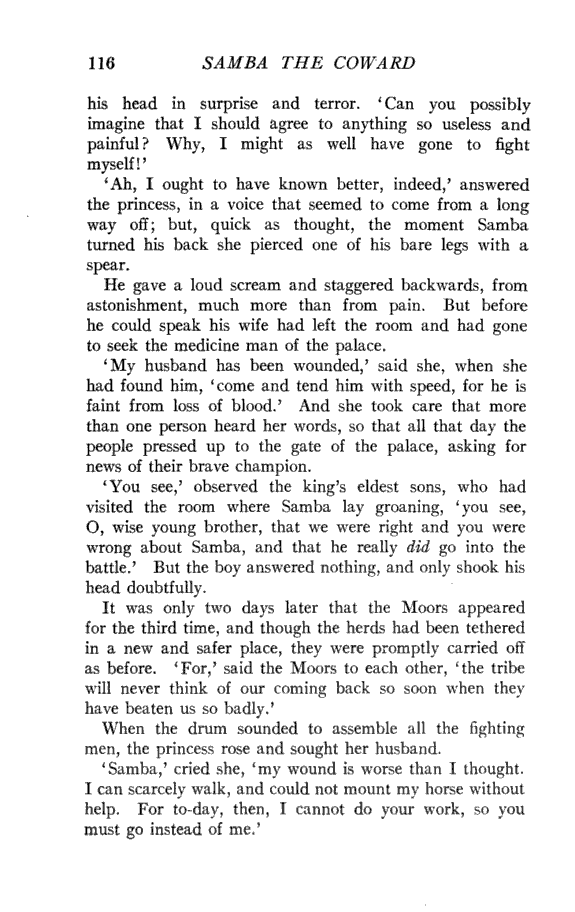 116 SAMBA THE COWARD
his head in surprise and terror. ‘Can you possibly
imagine that I should agree to anything so useless and
painful? Why, I might as well have gone to fight
myself!’
‘Ah, I ought to have known better, indeed,’ answered
the princess, in a voice that seemed to come from a long
way off; but, quick as thought, the moment Samba
turned his back she pierced one of his bare legs with a
spear.
He gave a loud scream and staggered backwards, from
astonishment, much more than from pain. But before
he could speak his wife had left the room and had gone
to seek the medicine man of the palace.
‘My husband has been wounded,’ said she, when she
had found him, ‘come and tend him with speed, for he is
faint from loss of blood.’ And she took care that more
than one person heard her words, so that all that day the
people pressed up to the gate of the palace, asking for
news of their brave champion.
‘You see,’ observed the king’s eldest sons, who had
visited the room where Samba lay groaning, ‘you see,
O, wise young brother, that we were right and you were
wrong about Samba, and that he really did go into the
battle.’ But the boy answered nothing, and only shook his
head doubtfully.
It was only two days later that the Moors appeared
for the third time, and though the herds had been tethered
in a new and safer place, they were promptly carried off
as before. ‘For,’ said the Moors to each other, ‘the tribe
will never think of our coming back so soon when they
have beaten us so badly.’
When the drum sounded to assemble all the fighting
men, the princess rose and sought her husband.
‘Samba,’ cried she, ‘my wound is worse than I thought.
I can scarcely walk, and could not mount my horse without
help. For to-day, then, I cannot do your work, so you
must go instead of me.’